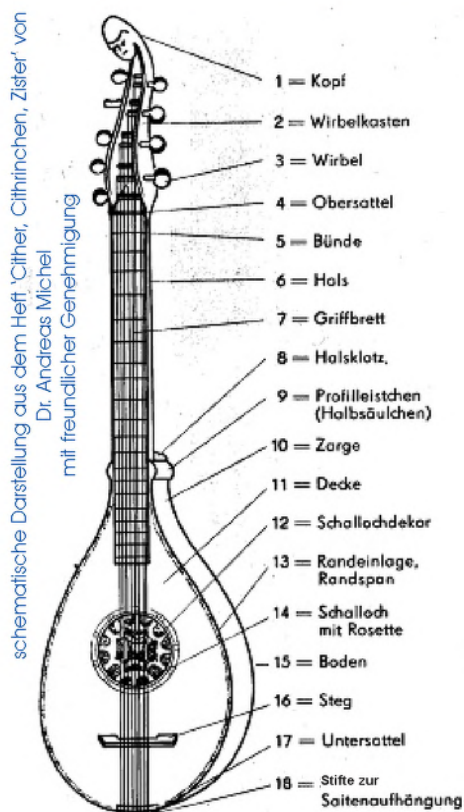 schematische Darstellung aus dem Heft 'Cither, Cithrinchen, Zister' von
Dr. Andreas Michel
mit freundlicher Genehmigung
1 = Kopf
2 = Wirbelkasten
3 = Wirbel
4 = Obersattel
5 = Bünde
6 = Hals
7 = Griffbrett
8 = Halsklotz.
9 = Profilleistchen
(Halbsäulchen)
10 = Zarge
11 = Decke
12 = Schallochdekor
13 = Randeinlage,
Randspan
14 = Schalloch
mit Rosette
15 = Boden
16 = Steg
17 = Untersattel
18 = Stifte zur
Saitenaufhängung